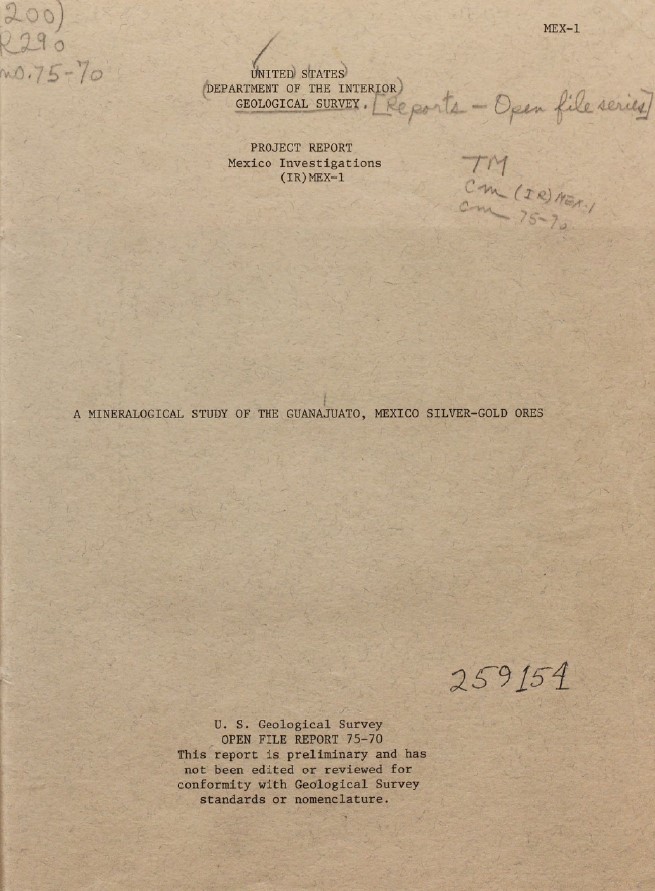 200)
R290
no.75-70
MEX-1
UNITED STATES
(DEPARTMENT OF THE INTERIOR)
GEOLOGICAL SURVEY. [Reports - Open file series]
PROJECT REPORT
Mexico Investigations
(IR)MEX-1
TM
cm (IR)MEX-1
cm 75-70
A MINERALOGICAL STUDY OF THE GUANAJUATO, MEXICO SILVER-GOLD ORES
259154
U. S. Geological Survey
OPEN FILE REPORT 75-70
This report is preliminary and has
not been edited or reviewed for
conformity with Geological Survey
standards or nomenclature.